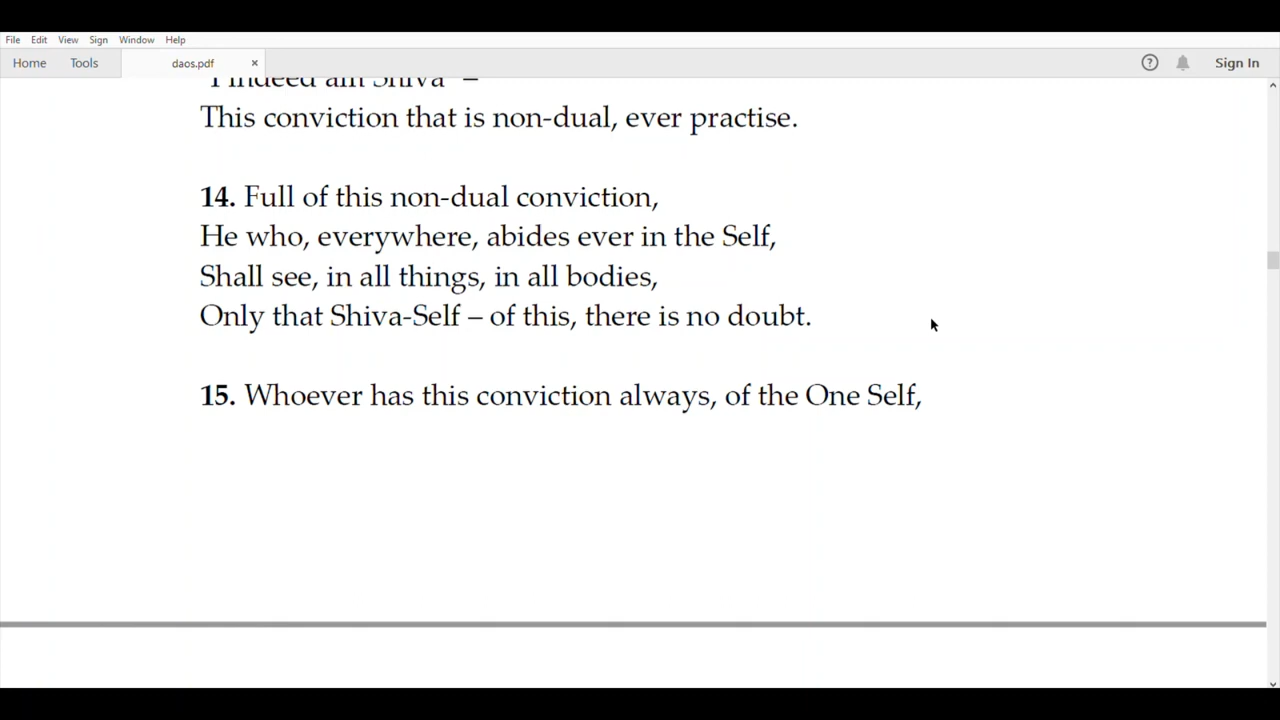 File Edit View Sign Window Help
Home Tools daos.pdf × ? Sign In
"I indeed am Shiva" –
This conviction that is non-dual, ever practise.
14. Full of this non-dual conviction,
He who, everywhere, abides ever in the Self,
Shall see, in all things, in all bodies,
Only that Shiva-Self – of this, there is no doubt.
15. Whoever has this conviction always, of the One Self,